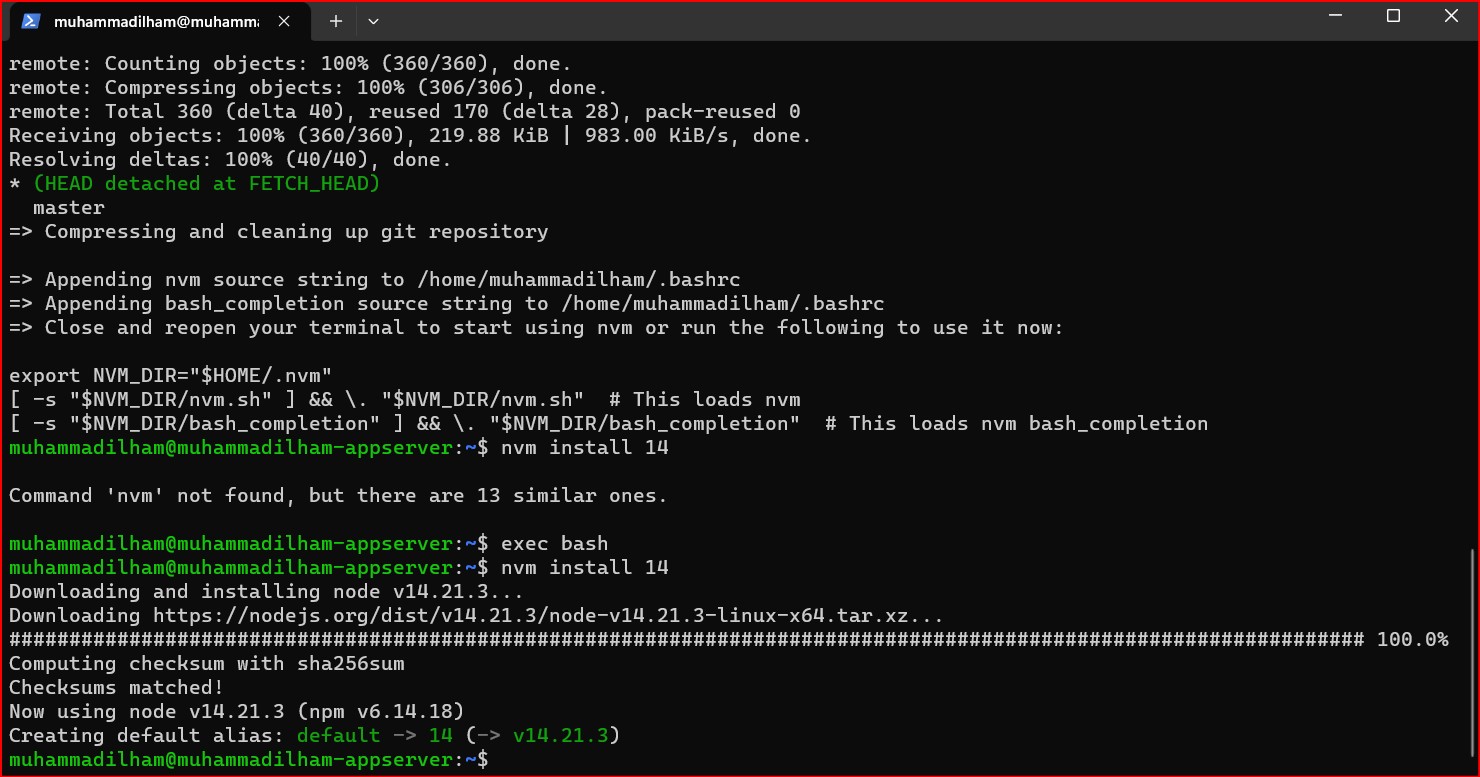 muhammadilham@muhamma
remote: Counting objects: 100% (360/360), done.
remote: Compressing objects: 100% (306/306), done.
remote: Total 360 (delta 40), reused 170 (delta 28), pack-reused 0
Receiving objects: 100% (360/360), 219.88 KiB | 983.00 KiB/s, done.
Resolving deltas: 100% (40/40), done.
* (HEAD detached at FETCH_HEAD)
  master
=> Compressing and cleaning up git repository

=> Appending nvm source string to /home/muhammadilham/.bashrc
=> Appending bash_completion source string to /home/muhammadilham/.bashrc
=> Close and reopen your terminal to start using nvm or run the following to use it now:

export NVM_DIR="$HOME/.nvm"
[ -s "$NVM_DIR/nvm.sh" ] && \. "$NVM_DIR/nvm.sh"  # This loads nvm
[ -s "$NVM_DIR/bash_completion" ] && \. "$NVM_DIR/bash_completion"  # This loads nvm bash_completion
muhammadilham@muhammadilham-appserver:~$ nvm install 14

Command 'nvm' not found, but there are 13 similar ones.

muhammadilham@muhammadilham-appserver:~$ exec bash
muhammadilham@muhammadilham-appserver:~$ nvm install 14
Downloading and installing node v14.21.3...
Downloading https://nodejs.org/dist/v14.21.3/node-v14.21.3-linux-x64.tar.xz...
################################################################################################################# 100.0%
Computing checksum with sha256sum
Checksums matched!
Now using node v14.21.3 (npm v6.14.18)
Creating default alias: default -> 14 (-> v14.21.3)
muhammadilham@muhammadilham-appserver:~$